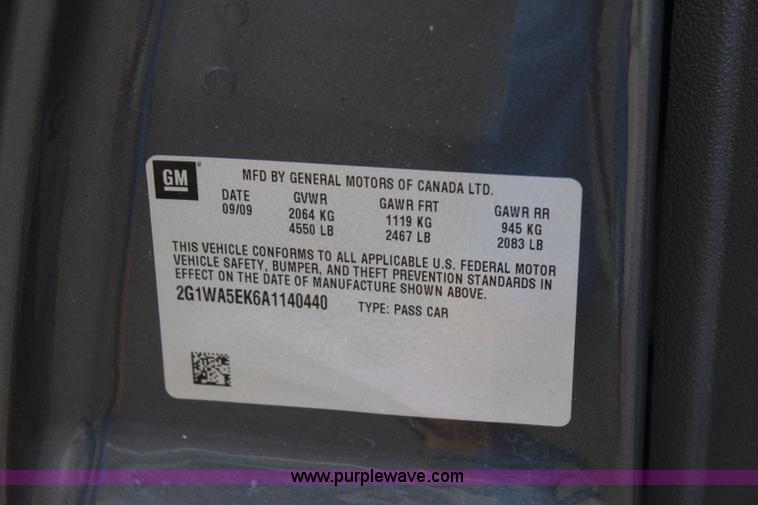 GM
MFD BY GENERAL MOTORS OF CANADA LTD.
DATE GVWR GAWR FRT GAWR RR
09/09 2064 KG 1119 KG 945 KG
4550 LB 2467 LB 2083 LB
THIS VEHICLE CONFORMS TO ALL APPLICABLE U.S. FEDERAL MOTOR
VEHICLE SAFETY, BUMPER, AND THEFT PREVENTION STANDARDS IN
EFFECT ON THE DATE OF MANUFACTURE SHOWN ABOVE.
2G1WA5EK6A1140440 TYPE: PASS CAR
www.purplewave.com